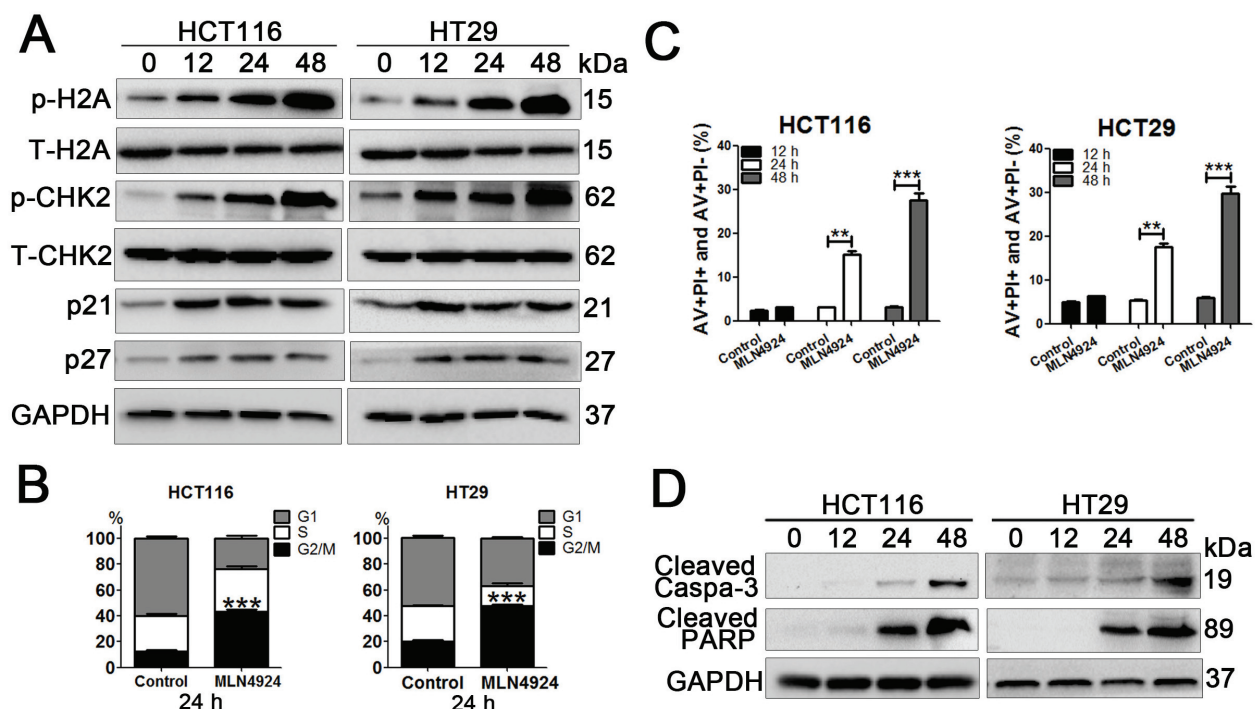 A
HCT116 HT29
0 12 24 48 0 12 24 48 kDa
p-H2A 15
T-H2A 15
p-CHK2 62
T-CHK2 62
p21 21
p27 27
GAPDH 37
B
HCT116
%
100
80
60
40
20
0
G1
S
G2/M
***
Control MLN4924
24 h
HT29
%
100
80
60
40
20
0
G1
S
G2/M
***
Control MLN4924
24 h
C
HCT116
AV+PI+ and AV+PI- (%)
40
30
20
10
0
12 h
24 h
48 h
**
***
Control MLN4924 Control MLN4924 Control MLN4924
HCT29
AV+PI+ and AV+PI- (%)
40
30
20
10
0
12 h
24 h
48 h
**
***
Control MLN4924 Control MLN4924 Control MLN4924
D
HCT116 HT29
0 12 24 48 0 12 24 48 kDa
Cleaved
Caspa-3 19
Cleaved
PARP 89
GAPDH 37